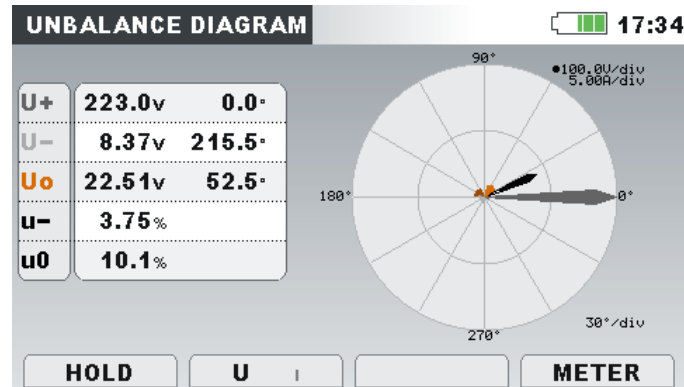 UNBALANCE DIAGRAM 17:34
90°
100.0V/div
5.00A/div
U+ 223.0v 0.0°
U− 8.37v 215.5°
Uo 22.51v 52.5°
180° 0°
u− 3.75%
u0 10.1%
30°/div
270°
HOLD U I METER